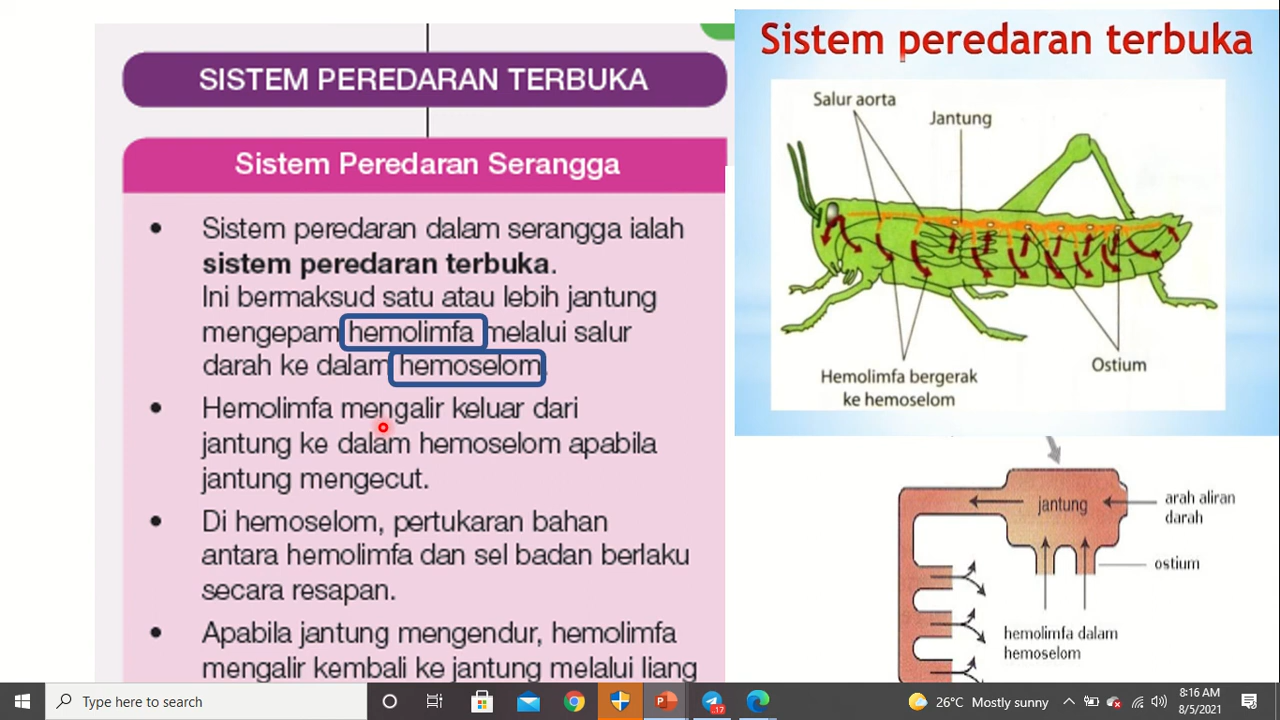 SISTEM PEREDARAN TERBUKA
Sistem Peredaran Serangga
• Sistem peredaran dalam serangga ialah
sistem peredaran terbuka.
Ini bermaksud satu atau lebih jantung
mengepam hemolimfa melalui salur
darah ke dalam hemoselom.
• Hemolimfa mengalir keluar dari
jantung ke dalam hemoselom apabila
jantung mengecut.
• Di hemoselom, pertukaran bahan
antara hemolimfa dan sel badan berlaku
secara resapan.
• Apabila jantung mengendur, hemolimfa
mengalir kembali ke jantung melalui liang
Sistem peredaran terbuka
Salur aorta
Jantung
Hemolimfa bergerak
ke hemoselom
Ostium
jantung
arah aliran
darah
ostium
hemolimfa dalam
hemoselom
Type here to search
17
26°C Mostly sunny
8:16 AM
8/5/2021